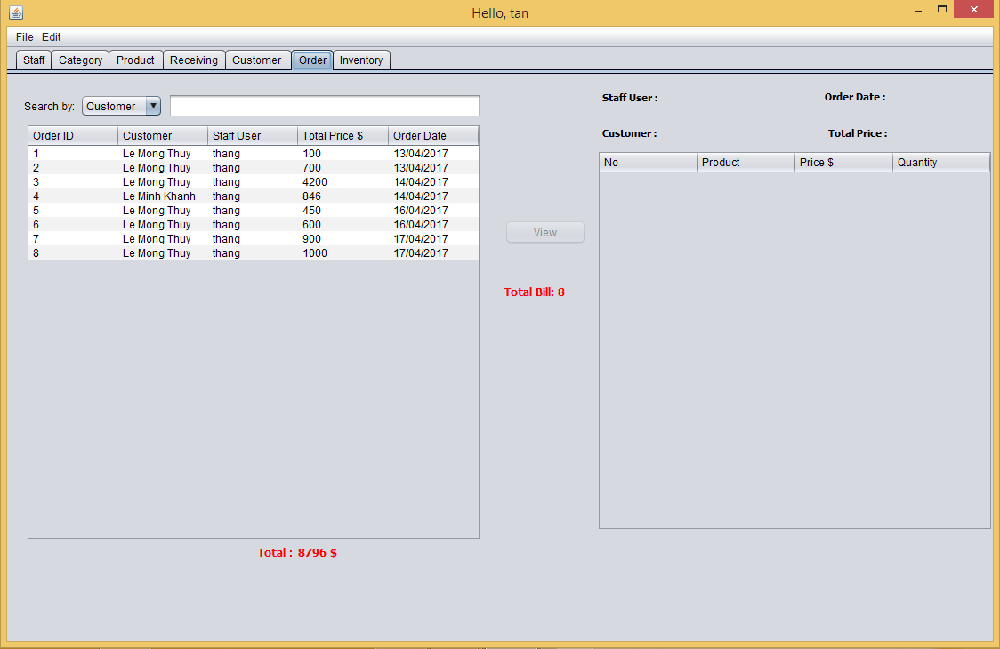 Hello, tan
File Edit
Staff Category Product Receiving Customer Order Inventory
Search by: Customer
Order ID Customer Staff User Total Price $ Order Date
1 Le Mong Thuy thang 100 13/04/2017
2 Le Mong Thuy thang 700 13/04/2017
3 Le Mong Thuy thang 4200 14/04/2017
4 Le Minh Khanh thang 846 14/04/2017
5 Le Mong Thuy thang 450 16/04/2017
6 Le Mong Thuy thang 600 16/04/2017
7 Le Mong Thuy thang 900 17/04/2017
8 Le Mong Thuy thang 1000 17/04/2017
Total : 8796 $
View
Total Bill: 8
Staff User : Order Date :
Customer : Total Price :
No Product Price $ Quantity